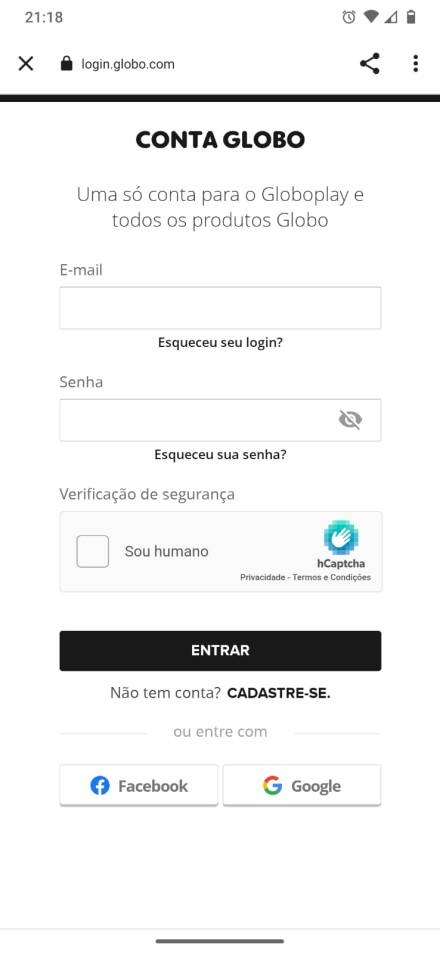 21:18
login.globo.com
CONTA GLOBO
Uma só conta para o Globoplay e
todos os produtos Globo
E-mail
Esqueceu seu login?
Senha
Esqueceu sua senha?
Verificação de segurança
Sou humano
hCaptcha
Privacidade - Termos e Condições
ENTRAR
Não tem conta? CADASTRE-SE.
ou entre com
Facebook
Google